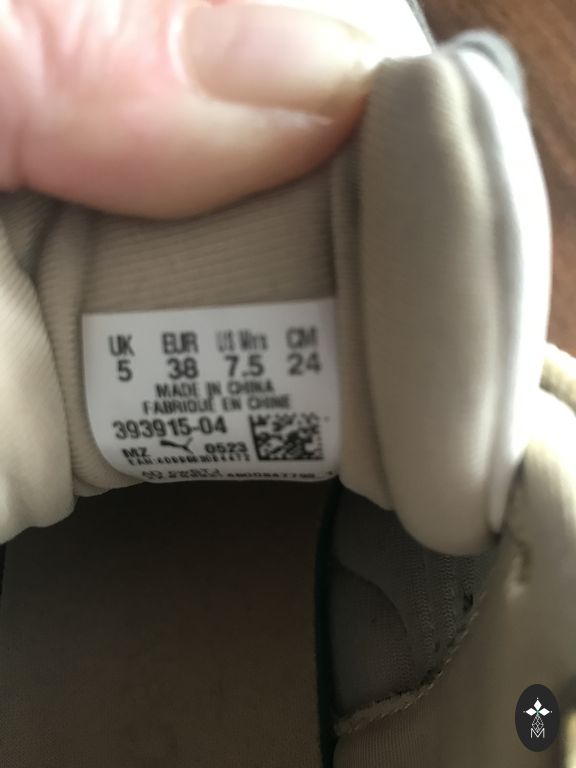 UK EUR US Wns CM
5 38 7.5 24
MADE IN CHINA
FABRIQUÉ EN CHINE
393915-04
MZ 0523
M